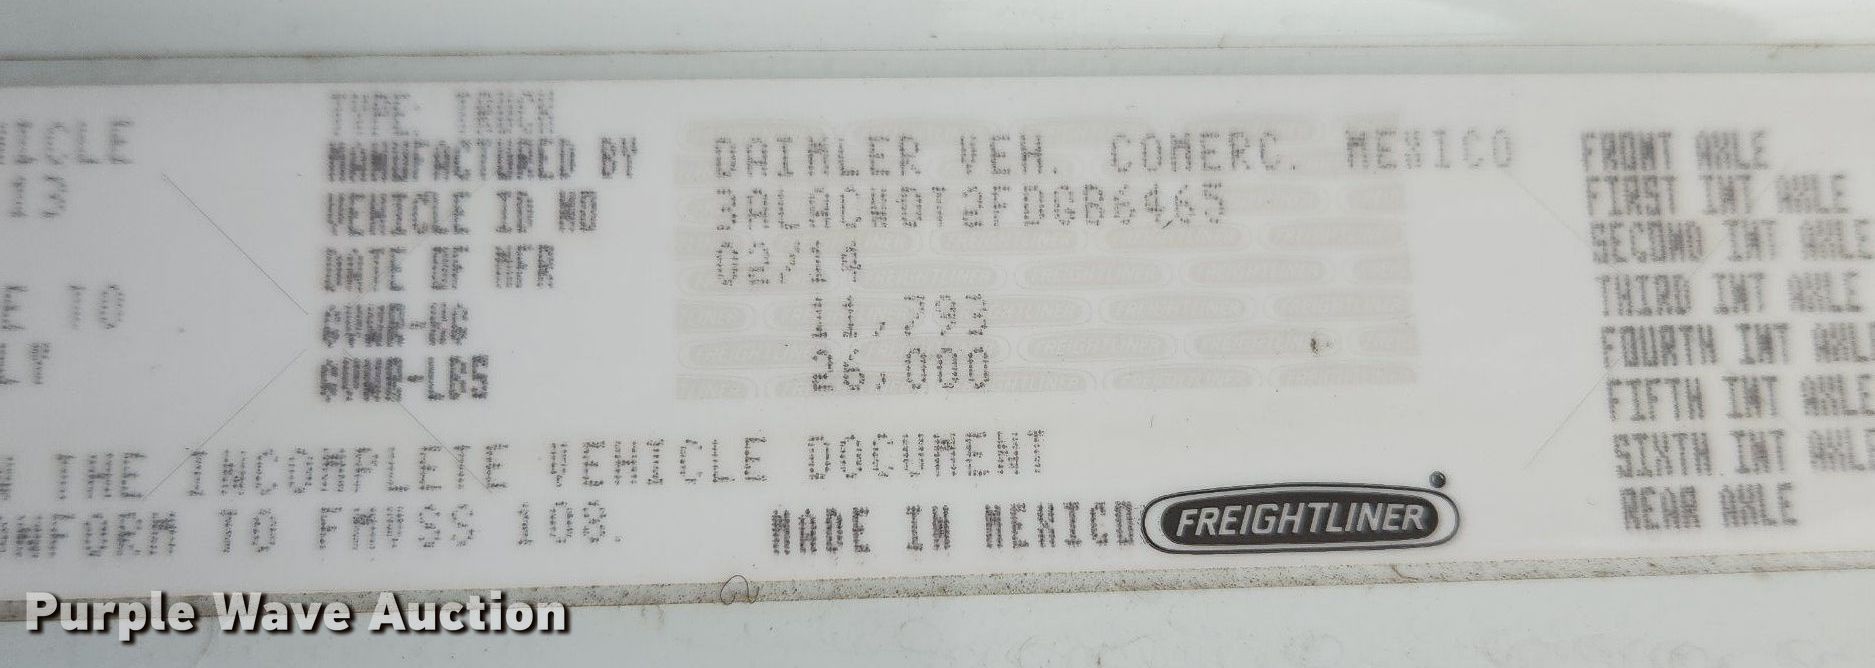 HICLE
13
E 10
LY
TYPE: TRUCK
MANUFACTURED BY DAIMLER VEH. COMERC. MEXICO
VEHICLE ID NO 3ALACWDT2FDGB6465
DATE OF MFR 02/14
GVWR-KG 11,793
GVWR-LBS 26,000
FRONT AXLE
FIRST INT AXLE
SECOND INT AXLE
THIRD INT AXLE
FOURTH INT AXL
FIFTH INT AXLE
SIXTH INT AXLE
REAR AXLE
N THE INCOMPLETE VEHICLE DOCUMENT
ONFORM TO FMVSS 108.
MADE IN MEXICO
FREIGHTLINER
Purple Wave Auction